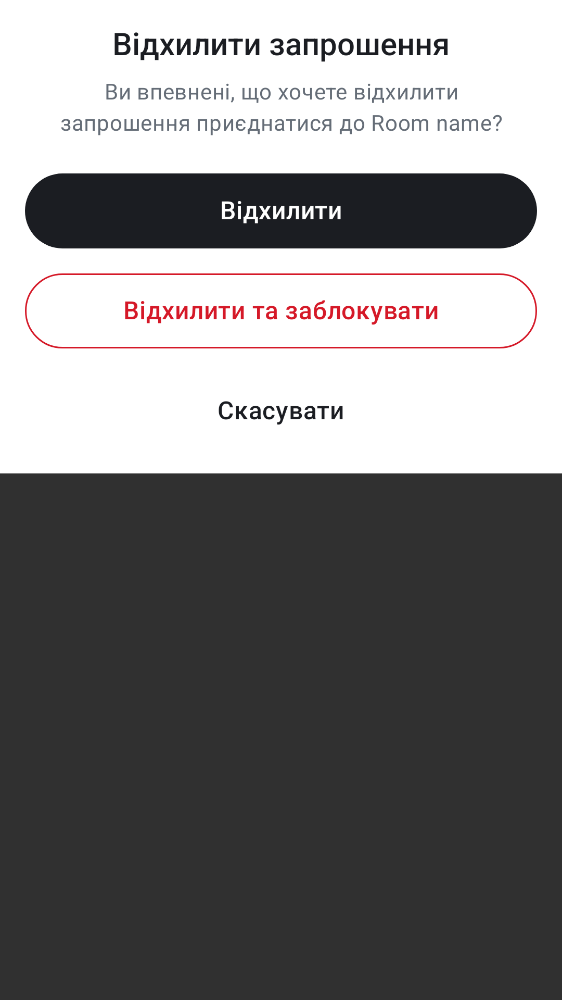 Відхилити запрошення
Ви впевнені, що хочете відхилити
запрошення приєднатися до Room name?
Відхилити
Відхилити та заблокувати
Скасувати